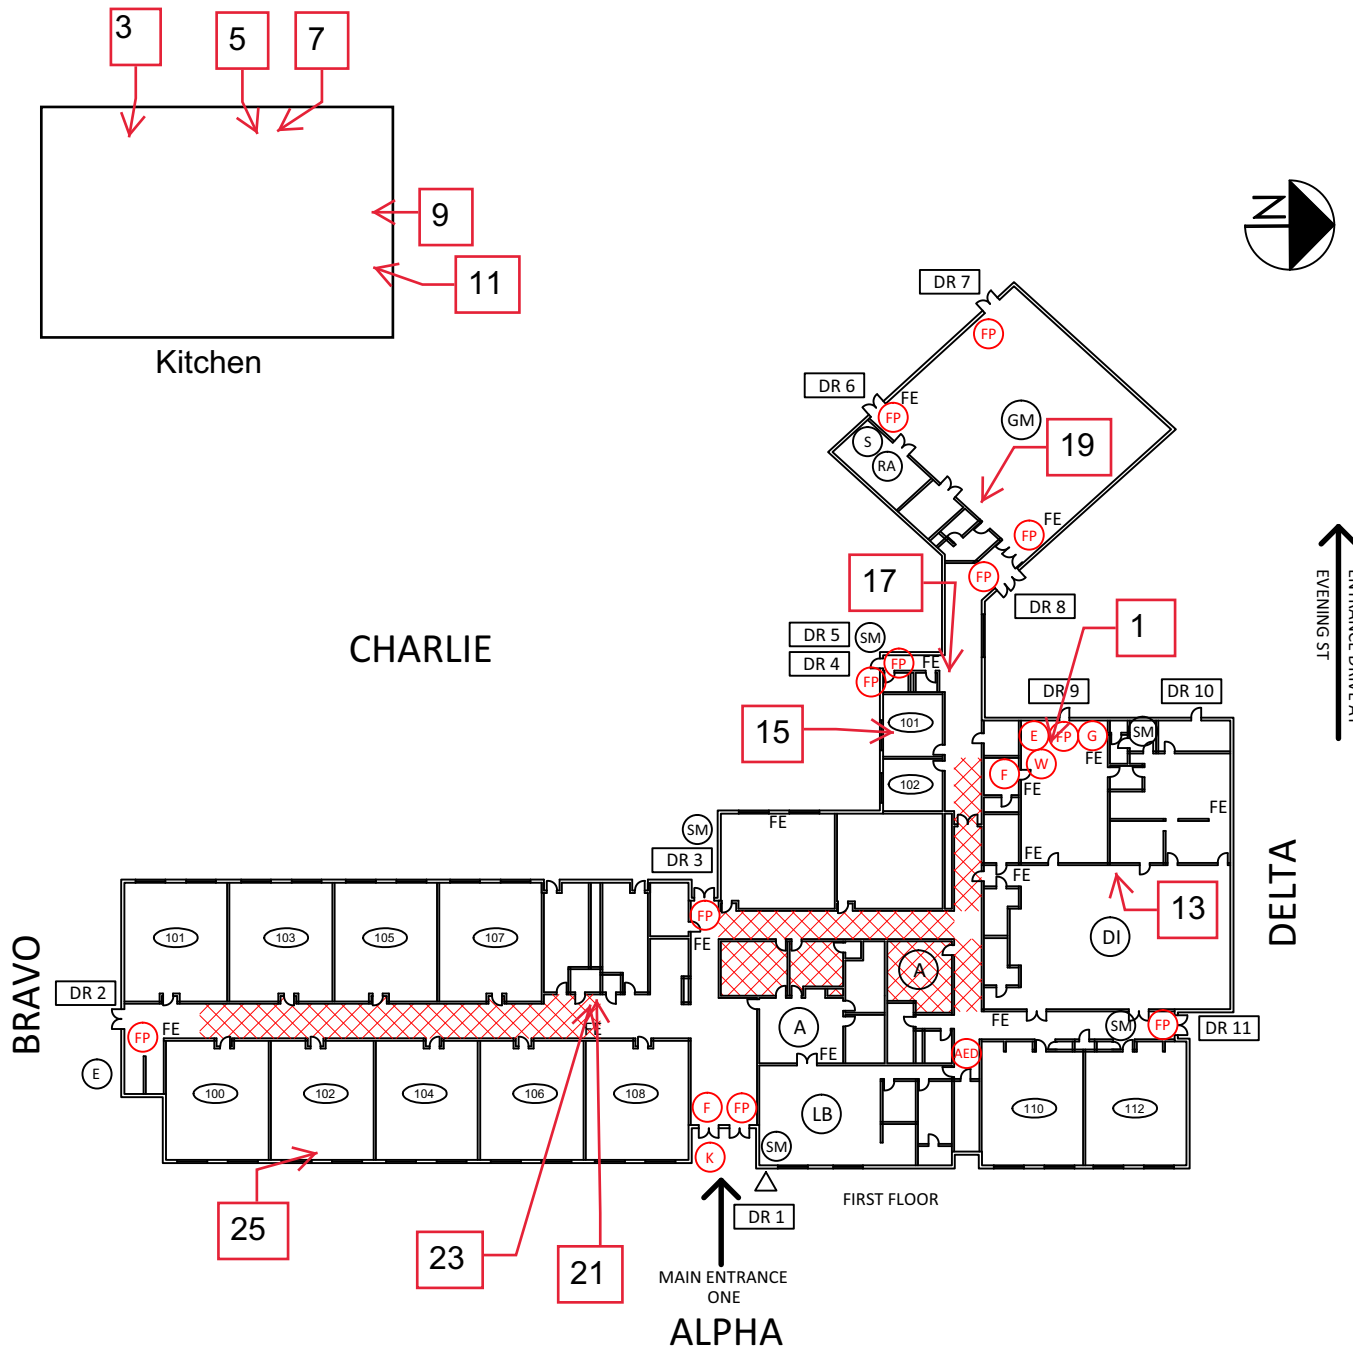 3
5
7
9
11
Kitchen
N
DR 7
FP
DR 6
FE
FP
S
RA
GM
19
FE
FP
17
FP
DR 8
1
DR 5
SM
DR 4
FP
FE
FP
CHARLIE
EVENING ST
15
101
102
DR 9
DR 10
E
FP
G
SM
W
FE
F
FE
FE
FE
FE
13
DI
DELTA
SM
FE
DR 3
FP
FE
101
103
105
107
BRAVO
DR 2
FP
FE
E
FE
A
A
FE
FE
SM
FP
DR 11
AED
100
102
104
106
108
F
FP
K
LB
SM
110
112
25
23
21
DR 1
FIRST FLOOR
MAIN ENTRANCE
ONE
ALPHA